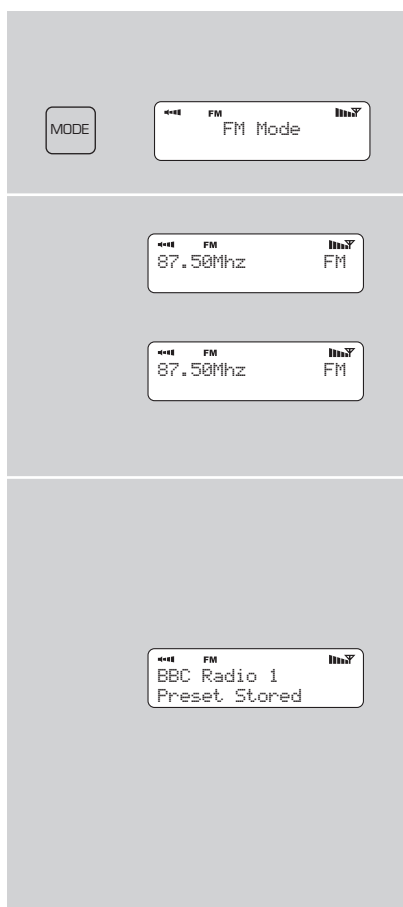 MODE
FM
FM Mode
FM
87.50Mhz FM
FM
87.50Mhz FM
FM
BBC Radio 1
Preset Stored